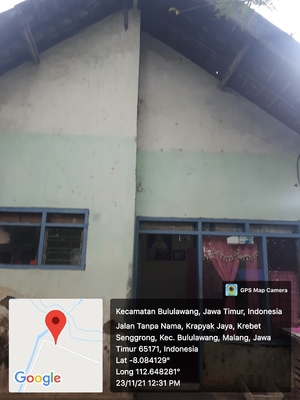 GPS Map Camera
Kecamatan Bululawang, Jawa Timur, Indonesia
Jalan Tanpa Nama, Krapyak Jaya, Krebet
Senggrong, Kec. Bululawang, Malang, Jawa
Timur 65171, Indonesia
Lat -8.084129°
Long 112.648281°
23/11/21 12:31 PM
Google